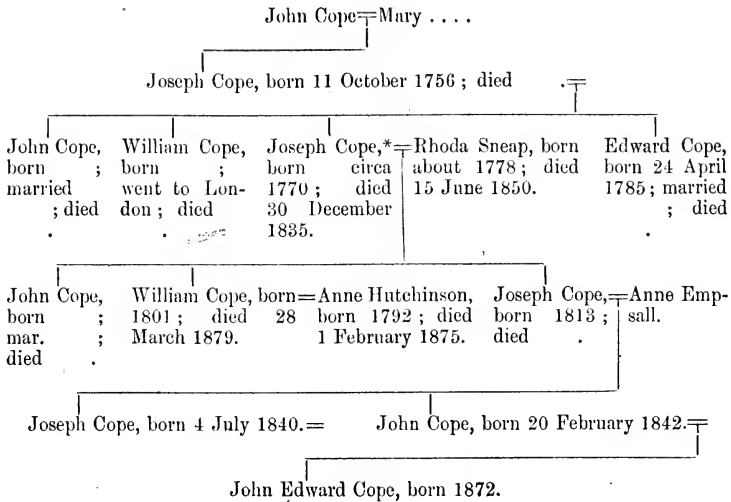 John Cope=Mary . . . .
Joseph Cope, born 11 October 1756 ; died .=
John Cope,
born ;
married
; died
.
William Cope,
born ;
went to Lon-
don ; died
.
Joseph Cope,*=
born circa
1770 ; died
30 December
1835.
Rhoda Sneap, born
about 1778 ; died
15 June 1850.
Edward Cope,
born 24 April
1785; married
; died
.
John Cope,
born ;
mar. ;
died .
William Cope, born=
1801 ; died 28
March 1879.
Anne Hutchinson,
born 1792 ; died
1 February 1875.
Joseph Cope,=
born 1813 ;
died .
Anne Emp-
sall.
Joseph Cope, born 4 July 1840.=
John Cope, born 20 February 1842.=
John Edward Cope, born 1872.